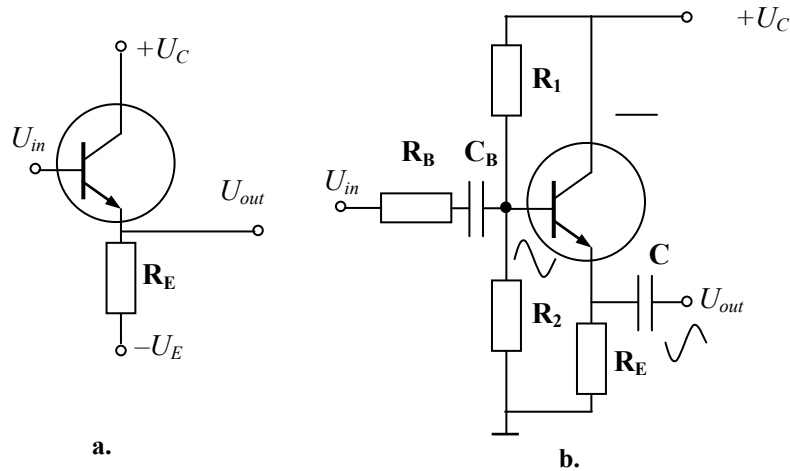 +U_C
U_in
U_out
R_E
–U_E
a.
+U_C
R_1
R_B
C_B
U_in
C
U_out
R_2
R_E
b.